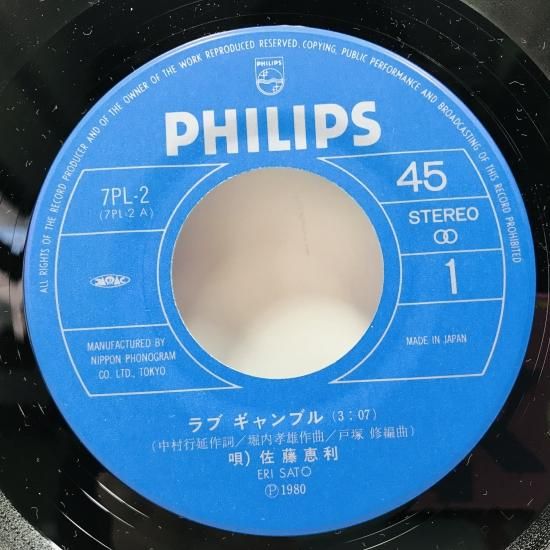 ALL RIGHTS OF THE RECORD PRODUCER AND OF THE OWNER OF THE WORK REPRODUCED RESERVED. COPYING, PUBLIC PERFORMANCE AND BROADCASTING OF THIS RECORD PROHIBITED
PHILIPS
PHILIPS
7PL-2
(7PL-2 A)
45
STEREO
1
MANUFACTURED BY
NIPPON PHONOGRAM
CO. LTD., TOKYO
MADE IN JAPAN
ラブ ギャンブル (3:07)
(中村行延作詞/堀内孝雄作曲/戸塚 修編曲)
唄) 佐藤恵利
ERI SATO
Ⓟ1980